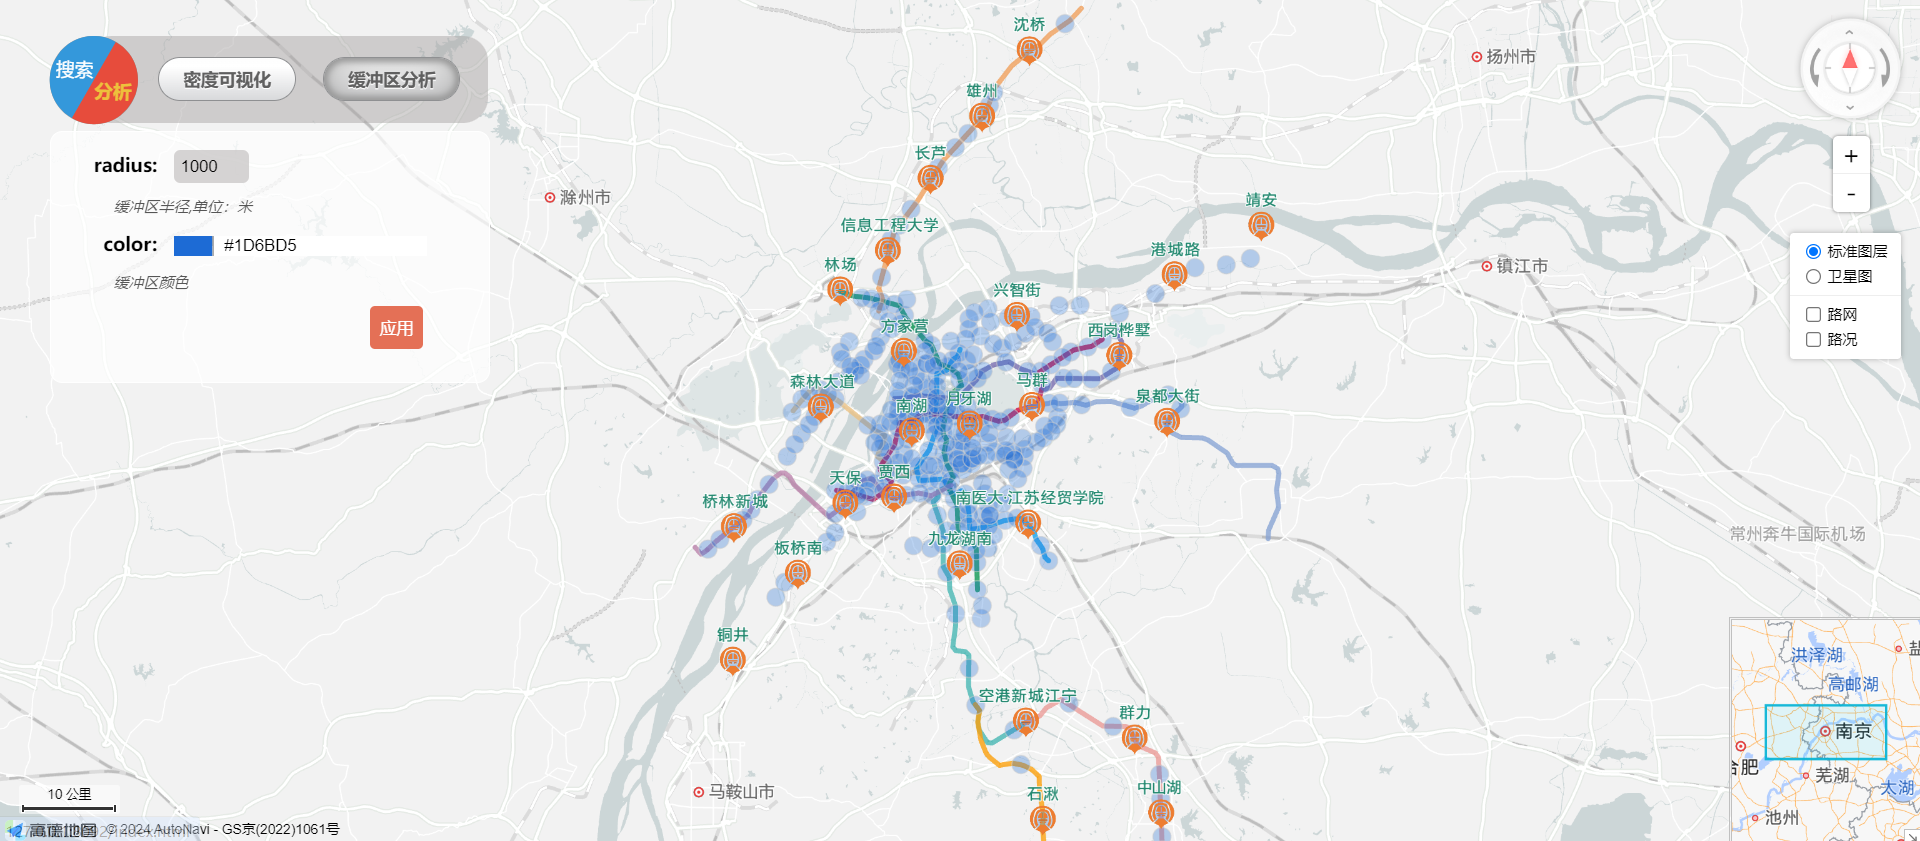 搜索
分析
密度可视化
缓冲区分析
radius:
1000
缓冲区半径,单位：米
color:
#1D6BD5
缓冲区颜色
应用
沈桥
雄州
长芦
信息工程大学
林场
滁州市
扬州市
镇江市
靖安
港城路
兴智街
方家营
西岗桦墅
马群
森林大道
月牙湖
南湖
泉都大街
贾西
天保
桥林新城
南医大·江苏经贸学院
九龙湖南
板桥南
铜井
常州奔牛国际机场
空港新城江宁
群力
中山湖
石湫
马鞍山市
+
-
标准图层
卫星图
路网
路况
洪泽湖
盐
高邮湖
南京
合肥
芜湖
太湖
池州
10 公里
高德地图
© 2024 AutoNavi - GS京(2022)1061号